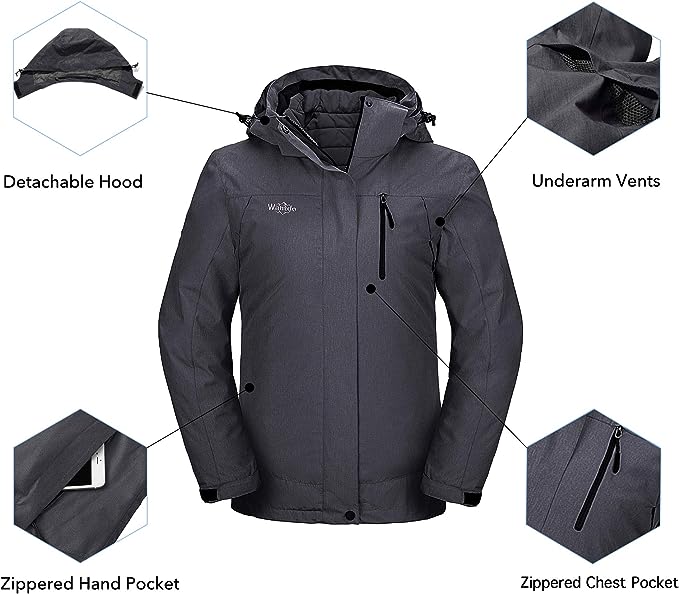 Detachable Hood
Underarm Vents
Zippered Hand Pocket
Zippered Chest Pocket